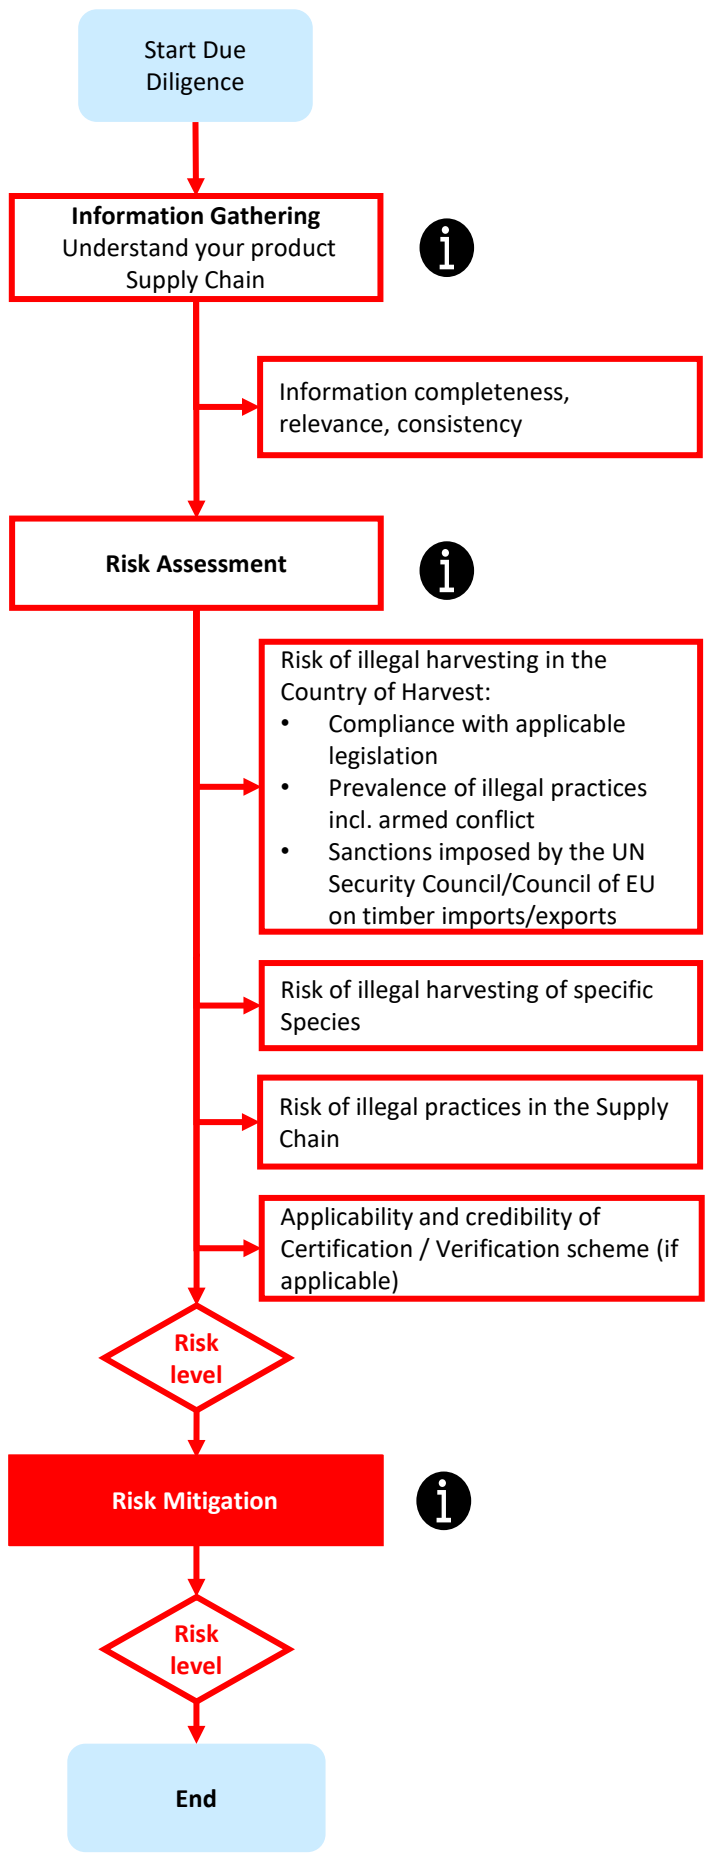 Start Due
Diligence
Information Gathering
Understand your product
Supply Chain
Information completeness,
relevance, consistency
Risk Assessment
Risk of illegal harvesting in the
Country of Harvest:
• Compliance with applicable
legislation
• Prevalence of illegal practices
incl. armed conflict
• Sanctions imposed by the UN
Security Council/Council of EU
on timber imports/exports
Risk of illegal harvesting of specific
Species
Risk of illegal practices in the Supply
Chain
Applicability and credibility of
Certification / Verification scheme (if
applicable)
Risk
level
Risk Mitigation
Risk
level
End